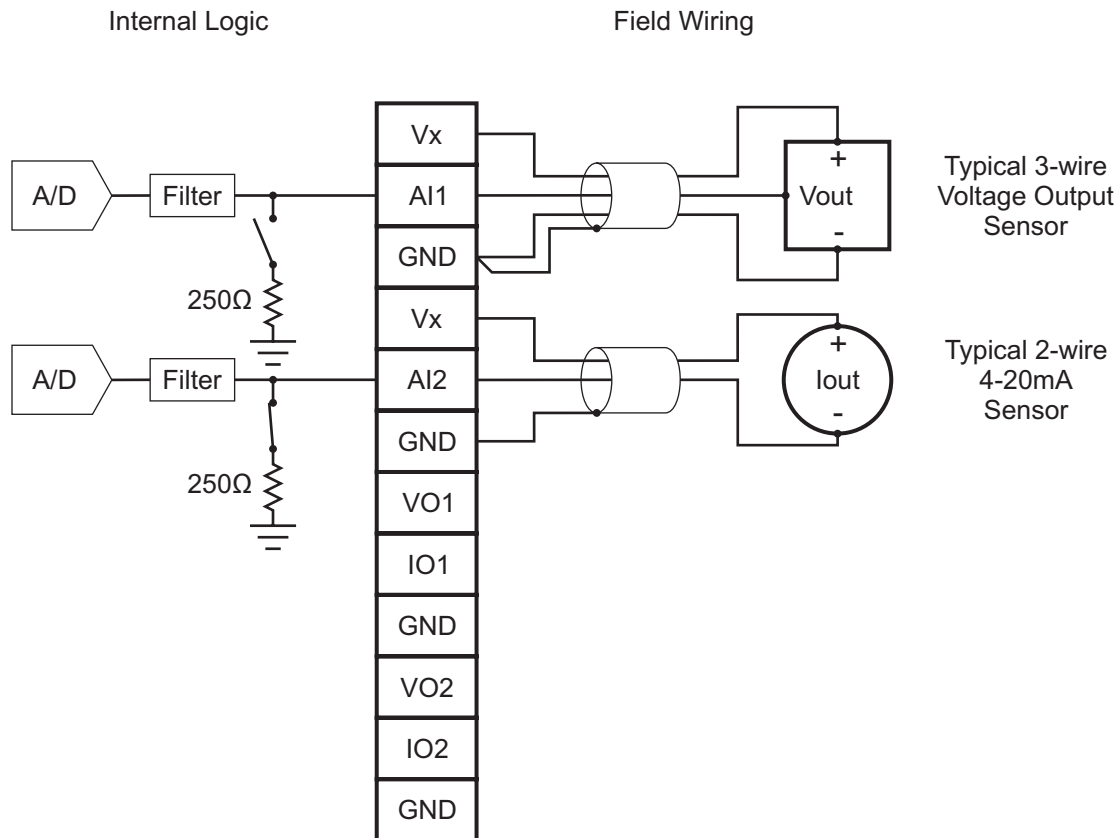 Internal Logic
Field Wiring
Vx
AI1
GND
Vx
AI2
GND
VO1
IO1
GND
VO2
IO2
GND
A/D
Filter
250Ω
A/D
Filter
250Ω
+
Vout
-
Typical 3-wire
Voltage Output
Sensor
+
Iout
-
Typical 2-wire
4-20mA
Sensor